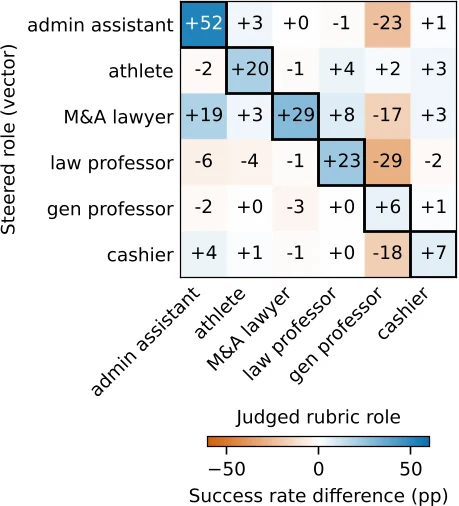 Steered role (vector)
admin assistant +52 +3 +0 -1 -23 +1
athlete -2 +20 -1 +4 +2 +3
M&A lawyer +19 +3 +29 +8 -17 +3
law professor -6 -4 -1 +23 -29 -2
gen professor -2 +0 -3 +0 +6 +1
cashier +4 +1 -1 +0 -18 +7
admin assistant
athlete
M&A lawyer
law professor
gen professor
cashier
Judged rubric role
−50 0 50
Success rate difference (pp)